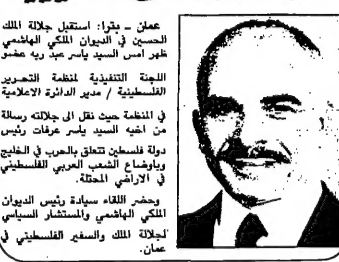 عمان – بترا: استقبل جلالة الملك
الحسين في الديوان الملكي الهاشمي
ظهر امس السيد ياسر عبد ربه عضو
اللجنة التنفيذية لمنظمة التحرير
الفلسطينية / مدير الدائرة الاعلامية
في المنظمة حيث نقل الى جلالته رسالة
من اخيه السيد ياسر عرفات رئيس
دولة فلسطين تتعلق بالحرب في الخليج
وباوضاع الشعب العربي الفلسطيني
في الاراضي المحتلة.
وحضر اللقاء سيادة رئيس الديوان
الملكي الهاشمي والمستشار السياسي
لجلالة الملك والسفير الفلسطيني في
عمان.